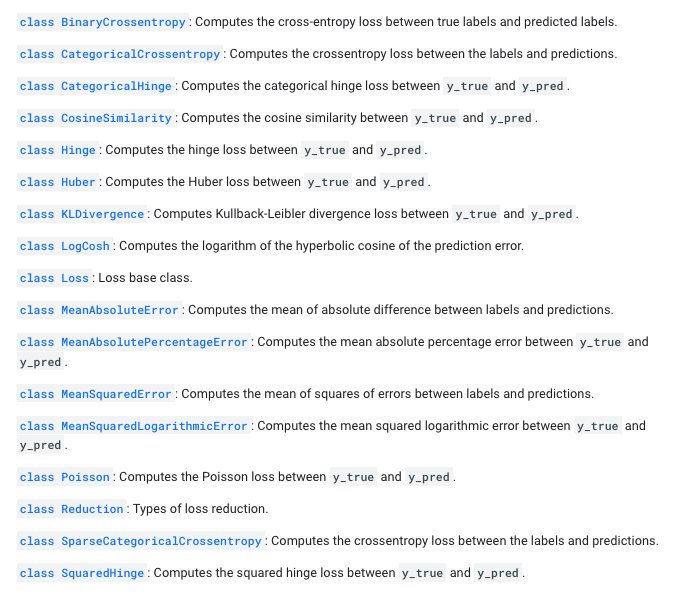 class BinaryCrossentropy: Computes the cross-entropy loss between true labels and predicted labels.
class CategoricalCrossentropy: Computes the crossentropy loss between the labels and predictions.
class CategoricalHinge: Computes the categorical hinge loss between y_true and y_pred.
class CosineSimilarity: Computes the cosine similarity between y_true and y_pred.
class Hinge: Computes the hinge loss between y_true and y_pred.
class Huber: Computes the Huber loss between y_true and y_pred.
class KLDivergence: Computes Kullback-Leibler divergence loss between y_true and y_pred.
class LogCosh: Computes the logarithm of the hyperbolic cosine of the prediction error.
class Loss: Loss base class.
class MeanAbsoluteError: Computes the mean of absolute difference between labels and predictions.
class MeanAbsolutePercentageError: Computes the mean absolute percentage error between y_true and
y_pred.
class MeanSquaredError: Computes the mean of squares of errors between labels and predictions.
class MeanSquaredLogarithmicError: Computes the mean squared logarithmic error between y_true and
y_pred.
class Poisson: Computes the Poisson loss between y_true and y_pred.
class Reduction: Types of loss reduction.
class SparseCategoricalCrossentropy: Computes the crossentropy loss between the labels and predictions.
class SquaredHinge: Computes the squared hinge loss between y_true and y_pred.